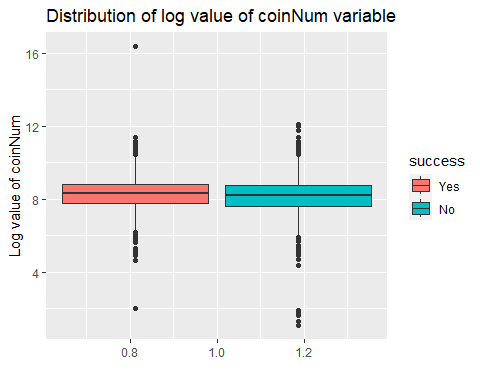 Distribution of log value of coinNum variable
16
12
8
4
Log value of coinNum
0.8
1.0
1.2
success
Yes
No